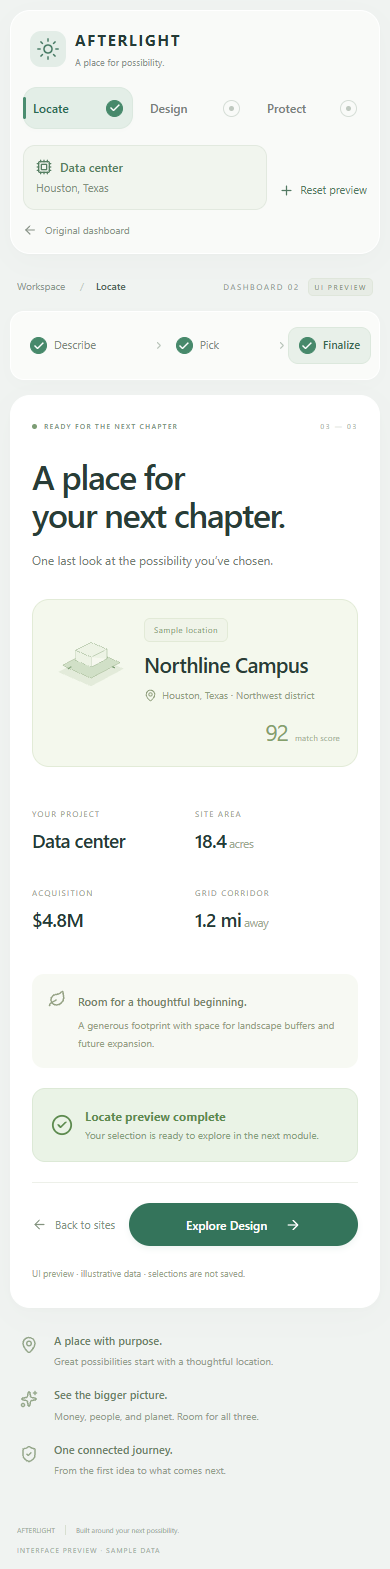 AFTERLIGHT
A place for possibility.
Locate
Design
Protect
Data center
Houston, Texas
Reset preview
Original dashboard
Workspace / Locate
DASHBOARD 02
UI PREVIEW
Describe
Pick
Finalize
READY FOR THE NEXT CHAPTER
03 — 03
A place for
your next chapter.
One last look at the possibility you've chosen.
Sample location
Northline Campus
Houston, Texas · Northwest district
92 match score
YOUR PROJECT
Data center
SITE AREA
18.4 acres
ACQUISITION
$4.8M
GRID CORRIDOR
1.2 mi away
Room for a thoughtful beginning.
A generous footprint with space for landscape buffers and
future expansion.
Locate preview complete
Your selection is ready to explore in the next module.
Back to sites
Explore Design
UI preview · illustrative data · selections are not saved.
A place with purpose.
Great possibilities start with a thoughtful location.
See the bigger picture.
Money, people, and planet. Room for all three.
One connected journey.
From the first idea to what comes next.
AFTERLIGHT
Built around your next possibility.
INTERFACE PREVIEW · SAMPLE DATA